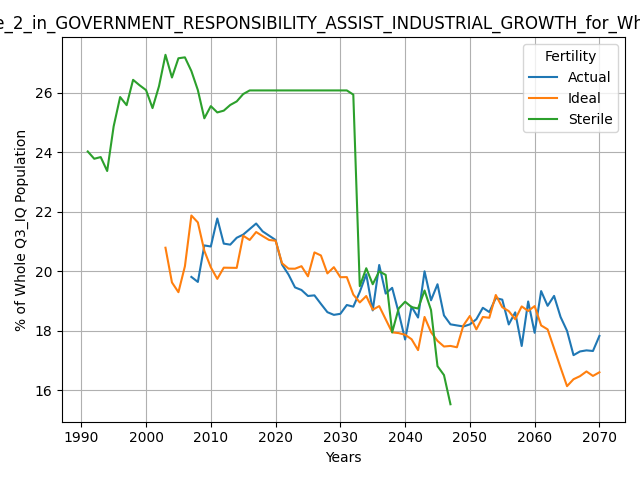 e_2_in_GOVERNMENT_RESPONSIBILITY_ASSIST_INDUSTRIAL_GROWTH_for_Wh
Fertility
Actual
Ideal
Sterile
% of Whole Q3_IQ Population
26
24
22
20
18
16
1990 2000 2010 2020 2030 2040 2050 2060 2070
Years